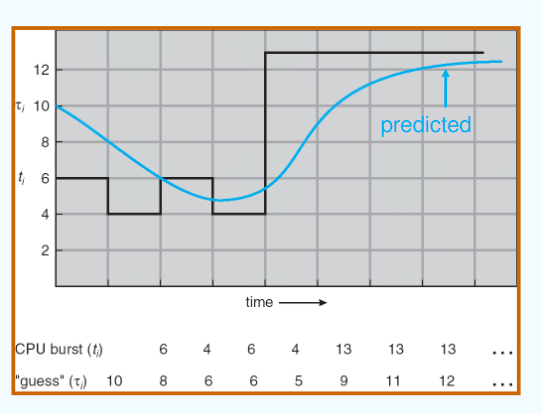 12
τi 10
predicted
8
ti 6
4
2
time
CPU burst (ti) 6 4 6 4 13 13 13 ...
"guess" (τi) 10 8 6 6 5 9 11 12 ...